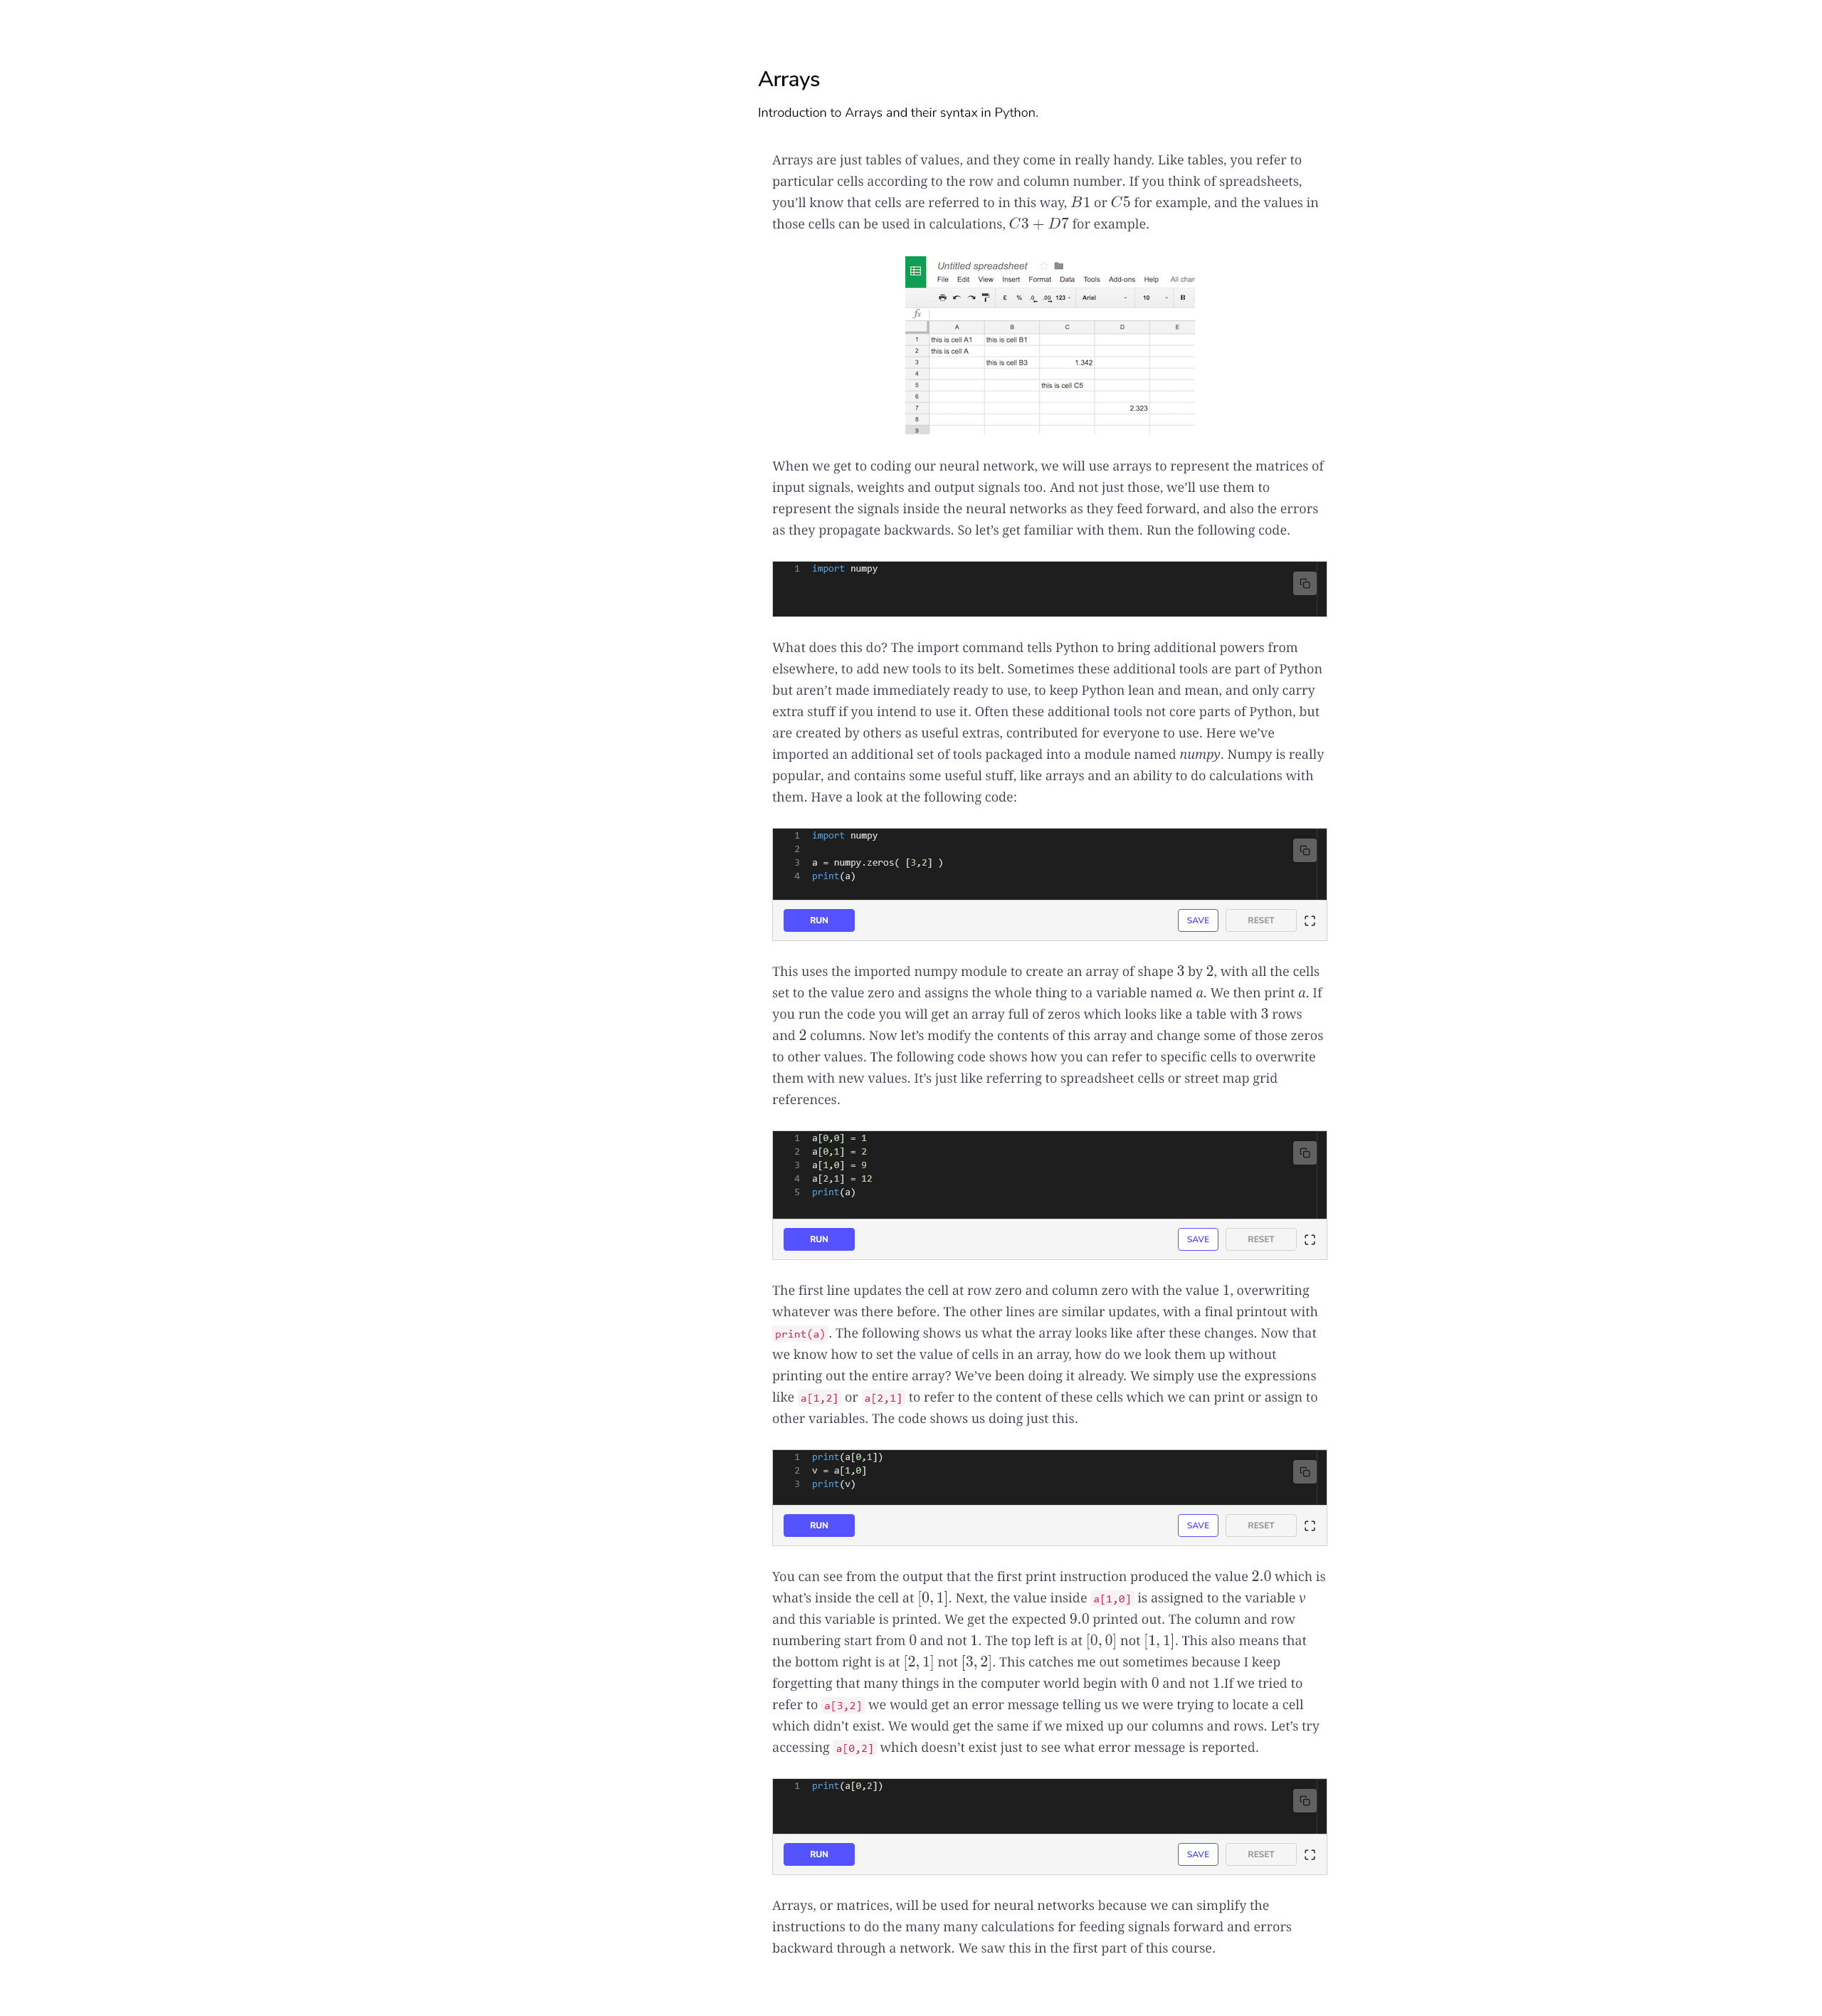 Arrays
Introduction to Arrays and their syntax in Python.
Arrays are just tables of values, and they come in really handy. Like tables, you refer to
particular cells according to the row and column number. If you think of spreadsheets,
you’ll know that cells are referred to in this way, B1 or C5 for example, and the values in
those cells can be used in calculations, C3 + D7 for example.
Untitled spreadsheet
File Edit View Insert Format Data Tools Add-ons Help All char
£ % .0 .00 123 Arial 10 B
fx
A B C D E
1 this is cell A1 this is cell B1
2 this is cell A
3 this is cell B3 1.342
4
5 this is cell C5
6
7 2.323
8
9
When we get to coding our neural network, we will use arrays to represent the matrices of
input signals, weights and output signals too. And not just those, we’ll use them to
represent the signals inside the neural networks as they feed forward, and also the errors
as they propagate backwards. So let’s get familiar with them. Run the following code.
1 import numpy
What does this do? The import command tells Python to bring additional powers from
elsewhere, to add new tools to its belt. Sometimes these additional tools are part of Python
but aren’t made immediately ready to use, to keep Python lean and mean, and only carry
extra stuff if you intend to use it. Often these additional tools not core parts of Python, but
are created by others as useful extras, contributed for everyone to use. Here we’ve
imported an additional set of tools packaged into a module named numpy. Numpy is really
popular, and contains some useful stuff, like arrays and an ability to do calculations with
them. Have a look at the following code:
1 import numpy
2
3 a = numpy.zeros( [3,2] )
4 print(a)
RUN SAVE RESET
This uses the imported numpy module to create an array of shape 3 by 2, with all the cells
set to the value zero and assigns the whole thing to a variable named a. We then print a. If
you run the code you will get an array full of zeros which looks like a table with 3 rows
and 2 columns. Now let’s modify the contents of this array and change some of those zeros
to other values. The following code shows how you can refer to specific cells to overwrite
them with new values. It’s just like referring to spreadsheet cells or street map grid
references.
1 a[0,0] = 1
2 a[0,1] = 2
3 a[1,0] = 9
4 a[2,1] = 12
5 print(a)
RUN SAVE RESET
The first line updates the cell at row zero and column zero with the value 1, overwriting
whatever was there before. The other lines are similar updates, with a final printout with
print(a). The following shows us what the array looks like after these changes. Now that
we know how to set the value of cells in an array, how do we look them up without
printing out the entire array? We’ve been doing it already. We simply use the expressions
like a[1,2] or a[2,1] to refer to the content of these cells which we can print or assign to
other variables. The code shows us doing just this.
1 print(a[0,1])
2 v = a[1,0]
3 print(v)
RUN SAVE RESET
You can see from the output that the first print instruction produced the value 2.0 which is
what’s inside the cell at [0, 1]. Next, the value inside a[1,0] is assigned to the variable v
and this variable is printed. We get the expected 9.0 printed out. The column and row
numbering start from 0 and not 1. The top left is at [0, 0] not [1, 1]. This also means that
the bottom right is at [2, 1] not [3, 2]. This catches me out sometimes because I keep
forgetting that many things in the computer world begin with 0 and not 1.If we tried to
refer to a[3,2] we would get an error message telling us we were trying to locate a cell
which didn’t exist. We would get the same if we mixed up our columns and rows. Let’s try
accessing a[0,2] which doesn’t exist just to see what error message is reported.
1 print(a[0,2])
RUN SAVE RESET
Arrays, or matrices, will be used for neural networks because we can simplify the
instructions to do the many many calculations for feeding signals forward and errors
backward through a network. We saw this in the first part of this course.